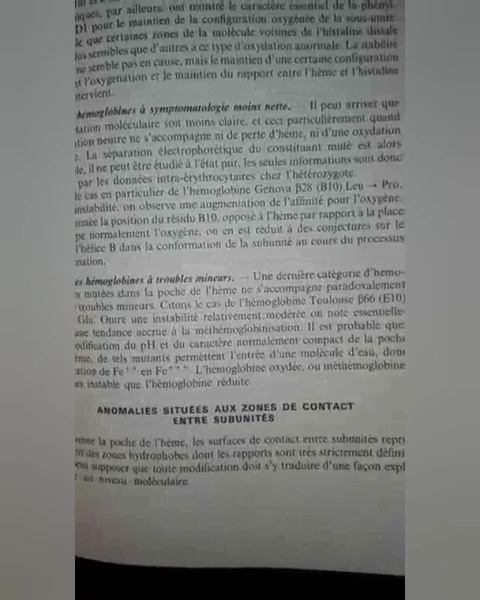 iques, par ailleurs, ont montré le caractère essentiel de la phényl-
D1 pour le maintien de la configuration oxygénée de la sous-unité
le que certaines zones de la molécule voisines de l'histidine distale
lus sensibles que d'autres à ce type d'oxydation anormale. La stabilité
ne semble pas en cause, mais le maintien d'une certaine configuration
t l'oxygénation et le maintien du rapport entre l'hème et l'histidine
ntervient.
hémoglobines à symptomatologie moins nette. — Il peut arriver que
tation moléculaire soit moins claire, et ceci particulièrement quand
ution neutre ne s'accompagne ni de perte d'hème, ni d'une oxydation
La séparation électrophorétique du constituant muté est alors
le, il ne peut être étudié à l'état pur, les seules informations sont donc
par les données intra-érythrocytaires chez l'hétérozygote.
le cas en particulier de l'hémoglobine Genova β28 (B10) Leu → Pro.
instabilité, on observe une augmentation de l'affinité pour l'oxygène.
nnée la position du résidu B10, opposé à l'hème par rapport à la place
pe normalement l'oxygène, on en est réduit à des conjectures sur le
l'hélice B dans la conformation de la subunité au cours du processus
nation.
es hémoglobines à troubles mineurs. — Une dernière catégorie d'hémo-
s mutées dans la poche de l'hème ne s'accompagne paradoxalement
troubles mineurs. Citons le cas de l'hémoglobine Toulouse β66 (E10)
Glu. Outre une instabilité relativement modérée on note essentielle-
une tendance accrue à la méthémoglobinisation. Il est probable que
odification du pH et du caractère normalement compact de la poche
ème, de tels mutants permettent l'entrée d'une molécule d'eau, donc
ation de Fe++ en Fe+++. L'hémoglobine oxydée, ou méthémoglobine
us instable que l'hémoglobine réduite.
ANOMALIES SITUÉES AUX ZONES DE CONTACT
ENTRE SUBUNITÉS
mme la poche de l'hème, les surfaces de contact entre subunités repré
nt des zones hydrophobes dont les rapports sont très strictement défini
eut supposer que toute modification doit s'y traduire d'une façon expl
au niveau moléculaire